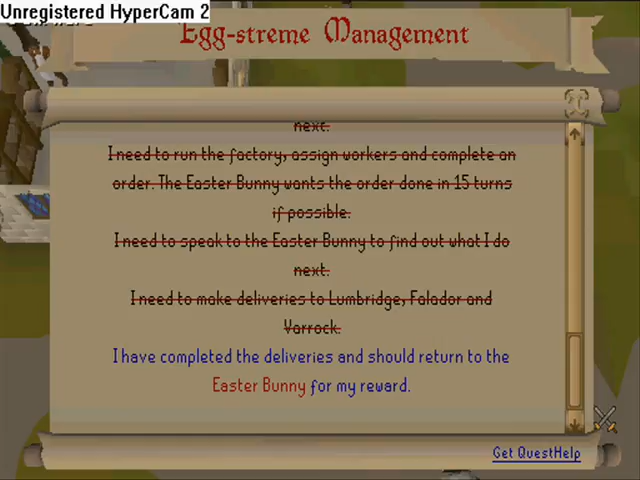 Unregistered HyperCam 2
Egg-streme Management
next.
I need to run the factory, assign workers and complete an
order. The Easter Bunny wants the order done in 15 turns
if possible.
I need to speak to the Easter Bunny to find out what I do
next.
I need to make deliveries to Lumbridge, Falador and
Varrock.
I have completed the deliveries and should return to the
Easter Bunny for my reward.
Get QuestHelp